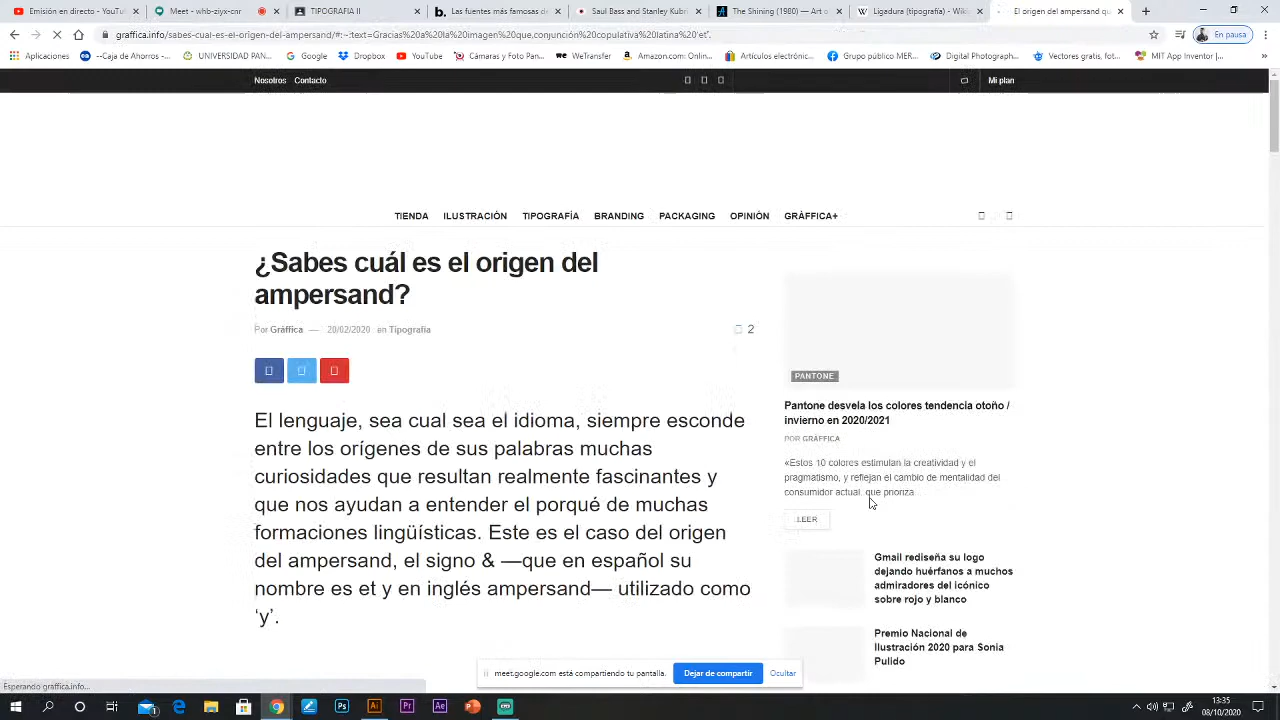 Emisión en directo - YouTube
Meet – whb-ziyx-cnr
TIPOGRAFIA II
Las fuentes más famosas de
Saul Bass and Stanley Kubri
The Shining (1980) — Art o
Ligadura (tipografía) - Wikip
El origen del ampersand qu
graffica.info/sabes-cual-es-el-origen-del-ampersand/#:~:text=Gracias%20a%20la%20imagen%20que,conjunción%20copulativa%20latina%20'et'.
En pausa
Aplicaciones
--Caja de Ahorros -...
UNIVERSIDAD PAN...
Google
Dropbox
YouTube
Cámaras y Foto Pan...
WeTransfer
Amazon.com: Onlin...
Artículos electrónic...
Grupo público MER...
Digital Photograph...
Vectores gratis, fot...
MIT App Inventor |...
Nosotros Contacto
Mi plan
TIENDA ILUSTRACIÓN TIPOGRAFÍA BRANDING PACKAGING OPINIÓN GRÀFFICA+
¿Sabes cuál es el origen del
ampersand?
Por Gràffica — 20/02/2020 en Tipografía
2
El lenguaje, sea cual sea el idioma, siempre esconde
entre los orígenes de sus palabras muchas
curiosidades que resultan realmente fascinantes y
que nos ayudan a entender el porqué de muchas
formaciones lingüísticas. Este es el caso del origen
del ampersand, el signo & —que en español su
nombre es et y en inglés ampersand— utilizado como
'y'.
PANTONE
Pantone desvela los colores tendencia otoño /
invierno en 2020/2021
POR GRÀFFICA
«Estos 10 colores estimulan la creatividad y el
pragmatismo, y reflejan el cambio de mentalidad del
consumidor actual, que prioriza...
LEER
Gmail rediseña su logo
dejando huérfanos a muchos
admiradores del icónico
sobre rojo y blanco
Premio Nacional de
Ilustración 2020 para Sonia
Pulido
meet.google.com está compartiendo tu pantalla.
Dejar de compartir
Ocultar
Esperando graffica.info...
13:35
08/10/2020